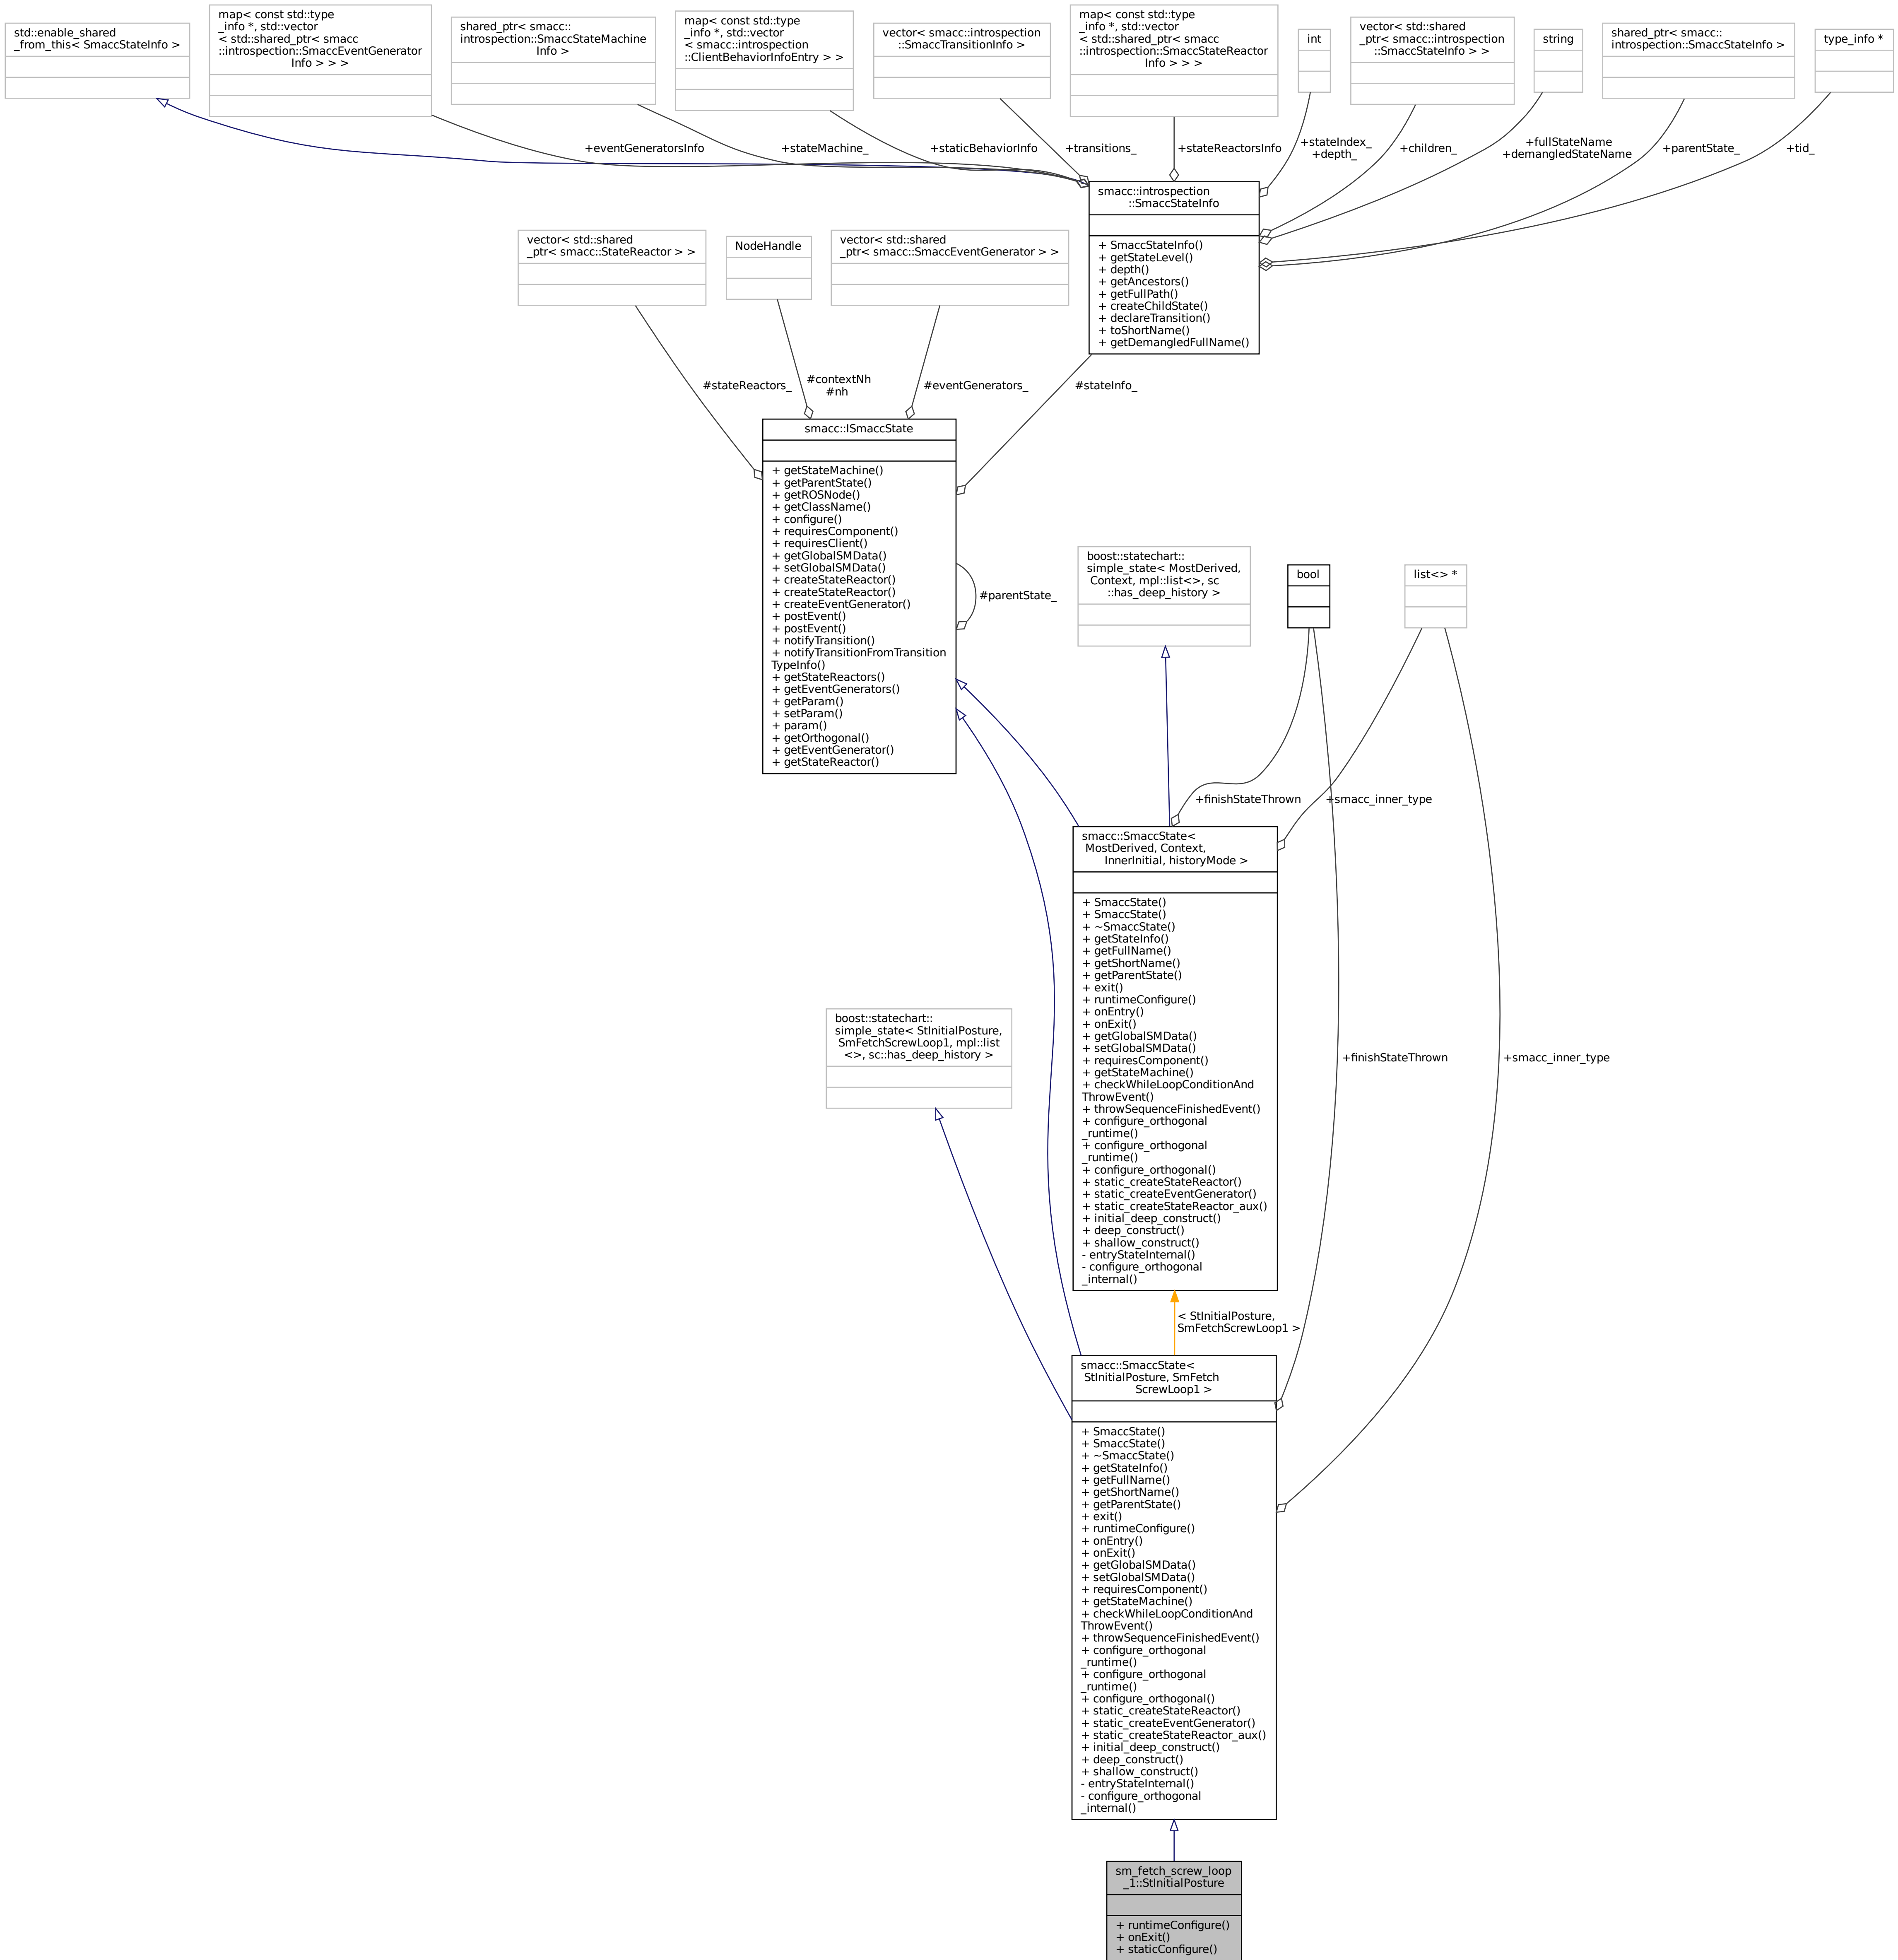 std::enable_shared
_from_this< SmaccStateInfo >
map< const std::type
_info *, std::vector
< std::shared_ptr< smacc
::introspection::SmaccEventGenerator
Info > > >
shared_ptr< smacc::
introspection::SmaccStateMachine
Info >
map< const std::type
_info *, std::vector
< smacc::introspection
::ClientBehaviorInfoEntry > >
vector< smacc::introspection
::SmaccTransitionInfo >
map< const std::type
_info *, std::vector
< std::shared_ptr< smacc
::introspection::SmaccStateReactor
Info > > >
int
vector< std::shared
_ptr< smacc::introspection
::SmaccStateInfo > >
string
shared_ptr< smacc::
introspection::SmaccStateInfo >
type_info *
+eventGeneratorsInfo
+stateMachine_
+staticBehaviorInfo
+transitions_
+stateReactorsInfo
+stateIndex_
+depth_
+children_
+fullStateName
+demangledStateName
+parentState_
+tid_
smacc::introspection
::SmaccStateInfo
+ SmaccStateInfo()
+ getStateLevel()
+ depth()
+ getAncestors()
+ getFullPath()
+ createChildState()
+ declareTransition()
+ toShortName()
+ getDemangledFullName()
vector< std::shared
_ptr< smacc::StateReactor > >
NodeHandle
vector< std::shared
_ptr< smacc::SmaccEventGenerator > >
#stateReactors_
#contextNh
#nh
#eventGenerators_
#stateInfo_
smacc::ISmaccState
+ getStateMachine()
+ getParentState()
+ getROSNode()
+ getClassName()
+ configure()
+ requiresComponent()
+ requiresClient()
+ getGlobalSMData()
+ setGlobalSMData()
+ createStateReactor()
+ createStateReactor()
+ createEventGenerator()
+ postEvent()
+ postEvent()
+ notifyTransition()
+ notifyTransitionFromTransition
TypeInfo()
+ getStateReactors()
+ getEventGenerators()
+ getParam()
+ setParam()
+ param()
+ getOrthogonal()
+ getEventGenerator()
+ getStateReactor()
#parentState_
boost::statechart::
simple_state< MostDerived,
Context, mpl::list<>, sc
::has_deep_history >
bool
list<> *
+finishStateThrown
+smacc_inner_type
smacc::SmaccState<
MostDerived, Context,
InnerInitial, historyMode >
+ SmaccState()
+ SmaccState()
+ ~SmaccState()
+ getStateInfo()
+ getFullName()
+ getShortName()
+ getParentState()
+ exit()
+ runtimeConfigure()
+ onEntry()
+ onExit()
+ getGlobalSMData()
+ setGlobalSMData()
+ requiresComponent()
+ getStateMachine()
+ checkWhileLoopConditionAnd
ThrowEvent()
+ throwSequenceFinishedEvent()
+ configure_orthogonal
_runtime()
+ configure_orthogonal
_runtime()
+ configure_orthogonal()
+ static_createStateReactor()
+ static_createEventGenerator()
+ static_createStateReactor_aux()
+ initial_deep_construct()
+ deep_construct()
+ shallow_construct()
- entryStateInternal()
- configure_orthogonal
_internal()
boost::statechart::
simple_state< StInitialPosture,
SmFetchScrewLoop1, mpl::list
<>, sc::has_deep_history >
+finishStateThrown
+smacc_inner_type
< StInitialPosture,
SmFetchScrewLoop1 >
smacc::SmaccState<
StInitialPosture, SmFetch
ScrewLoop1 >
+ SmaccState()
+ SmaccState()
+ ~SmaccState()
+ getStateInfo()
+ getFullName()
+ getShortName()
+ getParentState()
+ exit()
+ runtimeConfigure()
+ onEntry()
+ onExit()
+ getGlobalSMData()
+ setGlobalSMData()
+ requiresComponent()
+ getStateMachine()
+ checkWhileLoopConditionAnd
ThrowEvent()
+ throwSequenceFinishedEvent()
+ configure_orthogonal
_runtime()
+ configure_orthogonal
_runtime()
+ configure_orthogonal()
+ static_createStateReactor()
+ static_createEventGenerator()
+ static_createStateReactor_aux()
+ initial_deep_construct()
+ deep_construct()
+ shallow_construct()
- entryStateInternal()
- configure_orthogonal
_internal()
sm_fetch_screw_loop
_1::StInitialPosture
+ runtimeConfigure()
+ onExit()
+ staticConfigure()